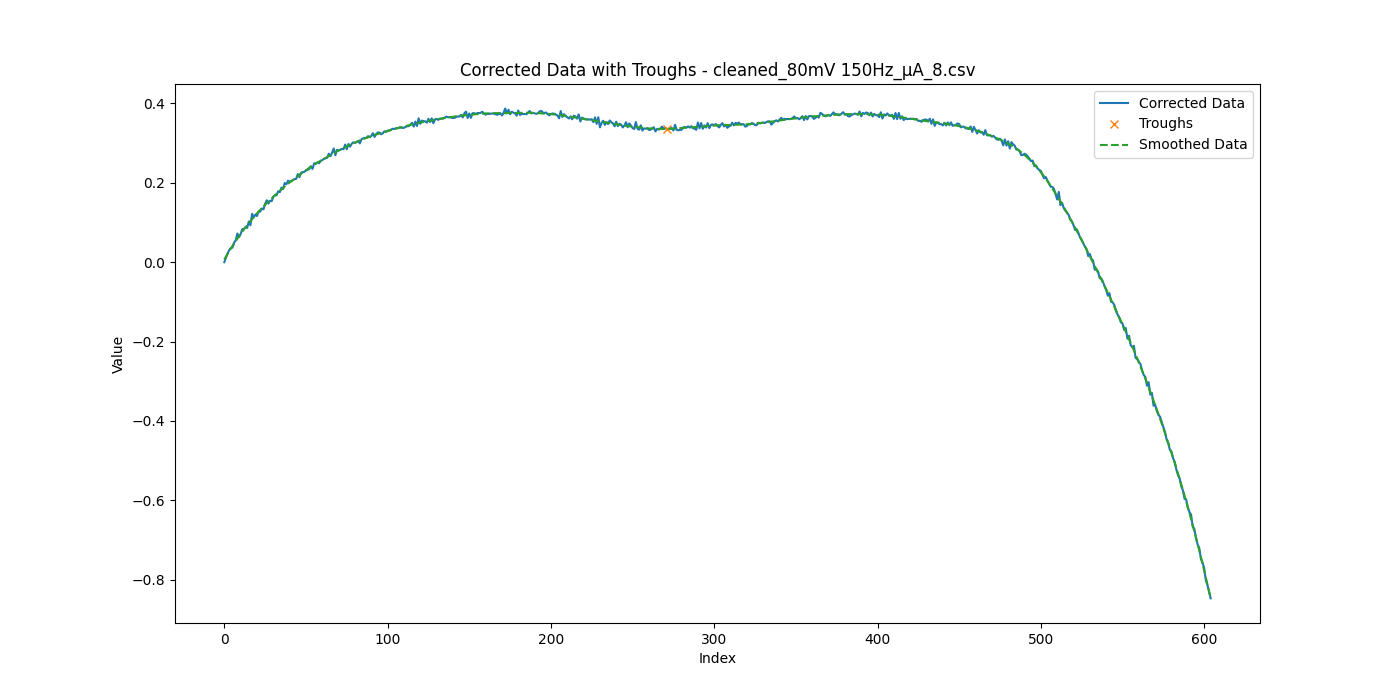 Corrected Data with Troughs - cleaned_80mV 150Hz_μA_8.csv
Corrected Data
Troughs
Smoothed Data
Value
0.4
0.2
0.0
−0.2
−0.4
−0.6
−0.8
0 100 200 300 400 500 600
Index